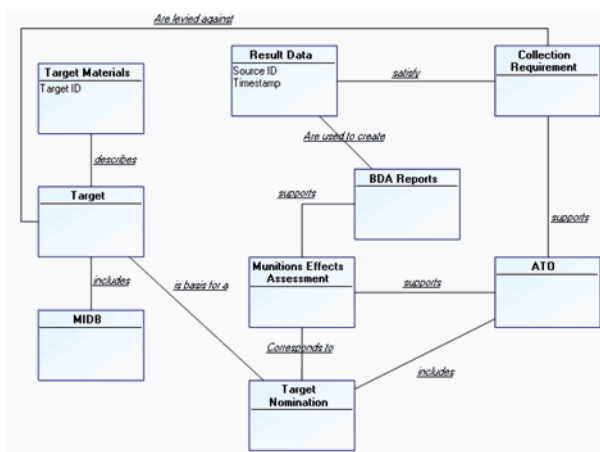 Are levied against
Target Materials
Target ID
Result Data
Source ID
Timestamp
satisfy
Collection
Requirement
Are used to create
describes
BDA Reports
Target
supports
supports
includes
is basis for a
Munitions Effects
Assessment
supports
ATO
MIDB
Corresponds to
includes
Target
Nomination